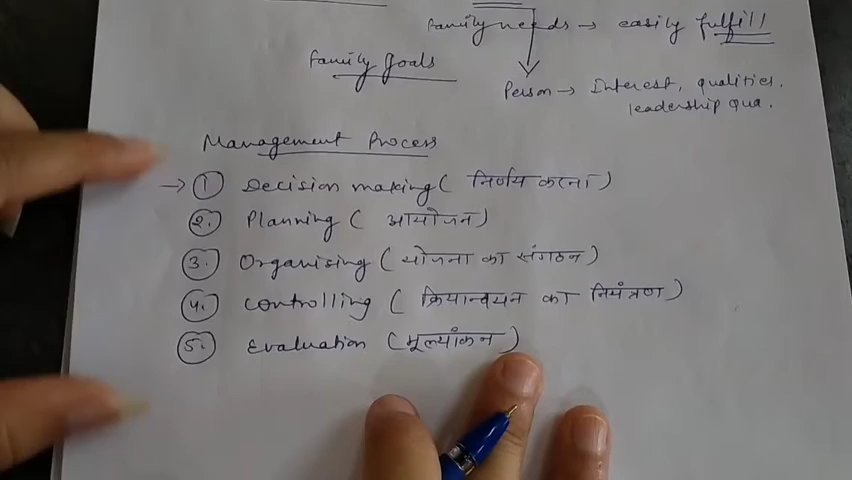 Family needs → easily fulfill
Family Goals
Person → Interest, qualities.
leadership qua.
Management Process
→ 1 Decision making ( निर्णय करना )
2. Planning ( आयोजन )
3. Organising ( योजना का संगठन )
4. Controlling ( क्रियान्वयन का नियंत्रण )
5. Evaluation ( मूल्यांकन )